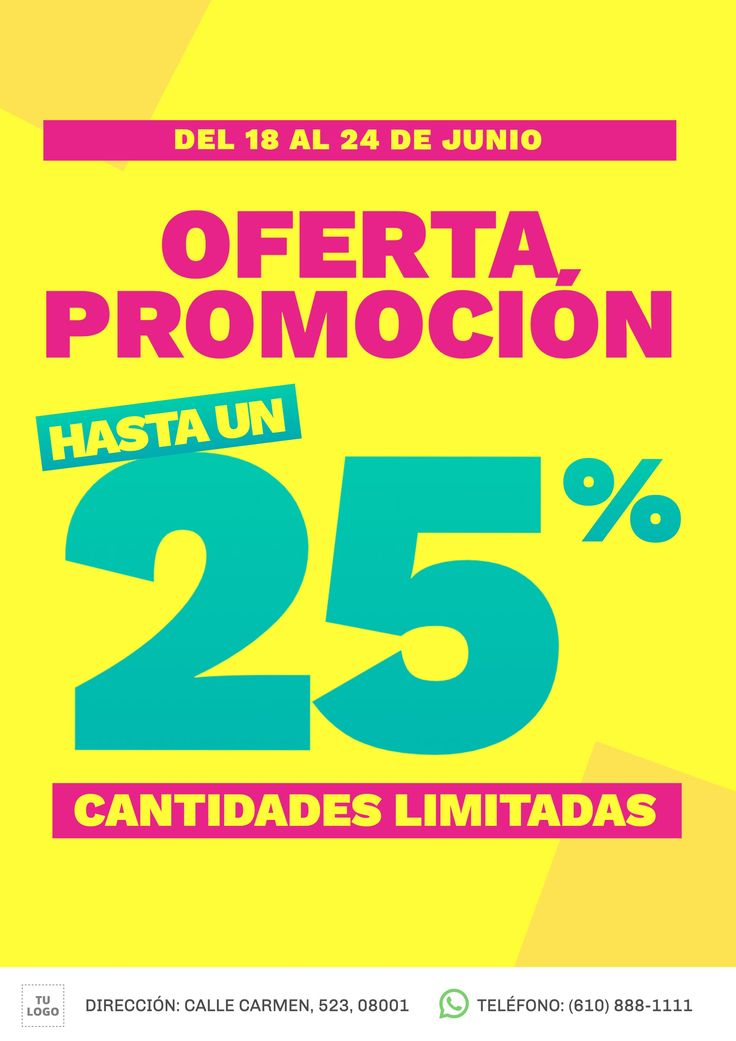 DEL 18 AL 24 DE JUNIO
OFERTA
PROMOCIÓN
HASTA UN
25%
CANTIDADES LIMITADAS
TU
LOGO
DIRECCIÓN: CALLE CARMEN, 523, 08001
TELÉFONO: (610) 888-1111